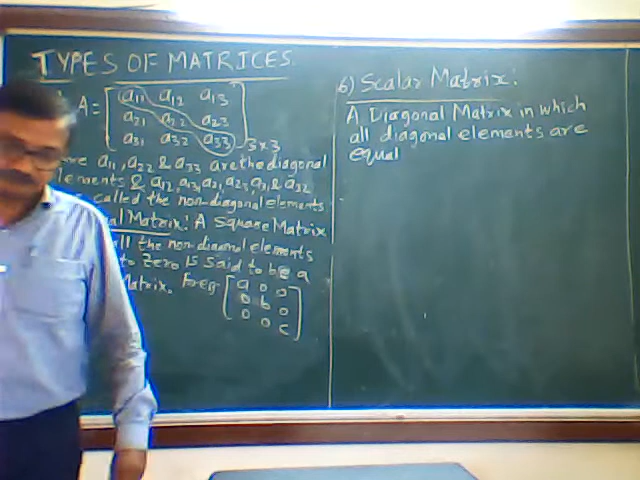 TYPES OF MATRICES
A = [ a11 a12 a13
a21 a22 a23
a31 a32 a33 ] 3x3
a11, a22 & a33 are the diagonal
& a12, a13, a21, a23, a31 & a32
called the non-diagonal elements
Matrix: A Square Matrix
all the non-diagonal elements
to Zero is said to be a
Matrix. For eg [ a 0 0
0 b 0
0 0 c ]
6) Scalar Matrix:
A Diagonal Matrix in which
all diagonal elements are
equal